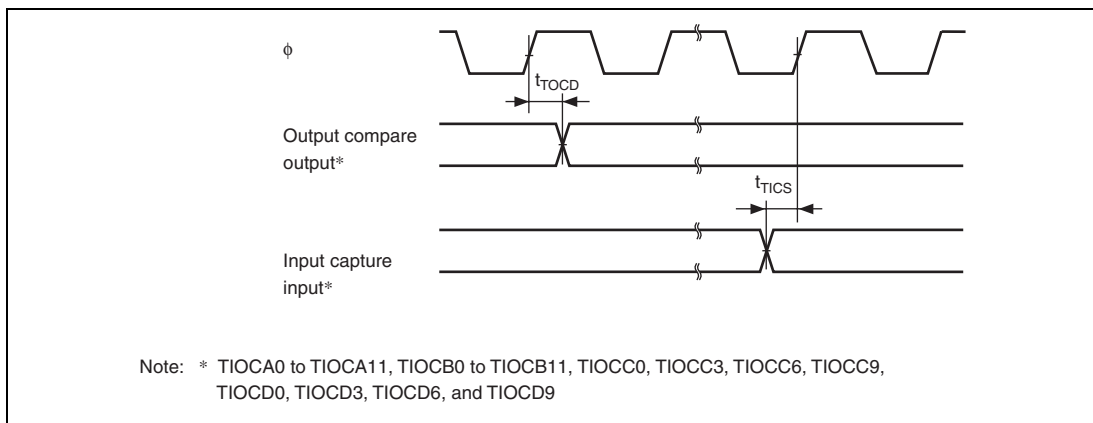 ϕ
tTOCD
Output compare
output*
tTICS
Input capture
input*
Note: * TIOCA0 to TIOCA11, TIOCB0 to TIOCB11, TIOCC0, TIOCC3, TIOCC6, TIOCC9,
TIOCD0, TIOCD3, TIOCD6, and TIOCD9